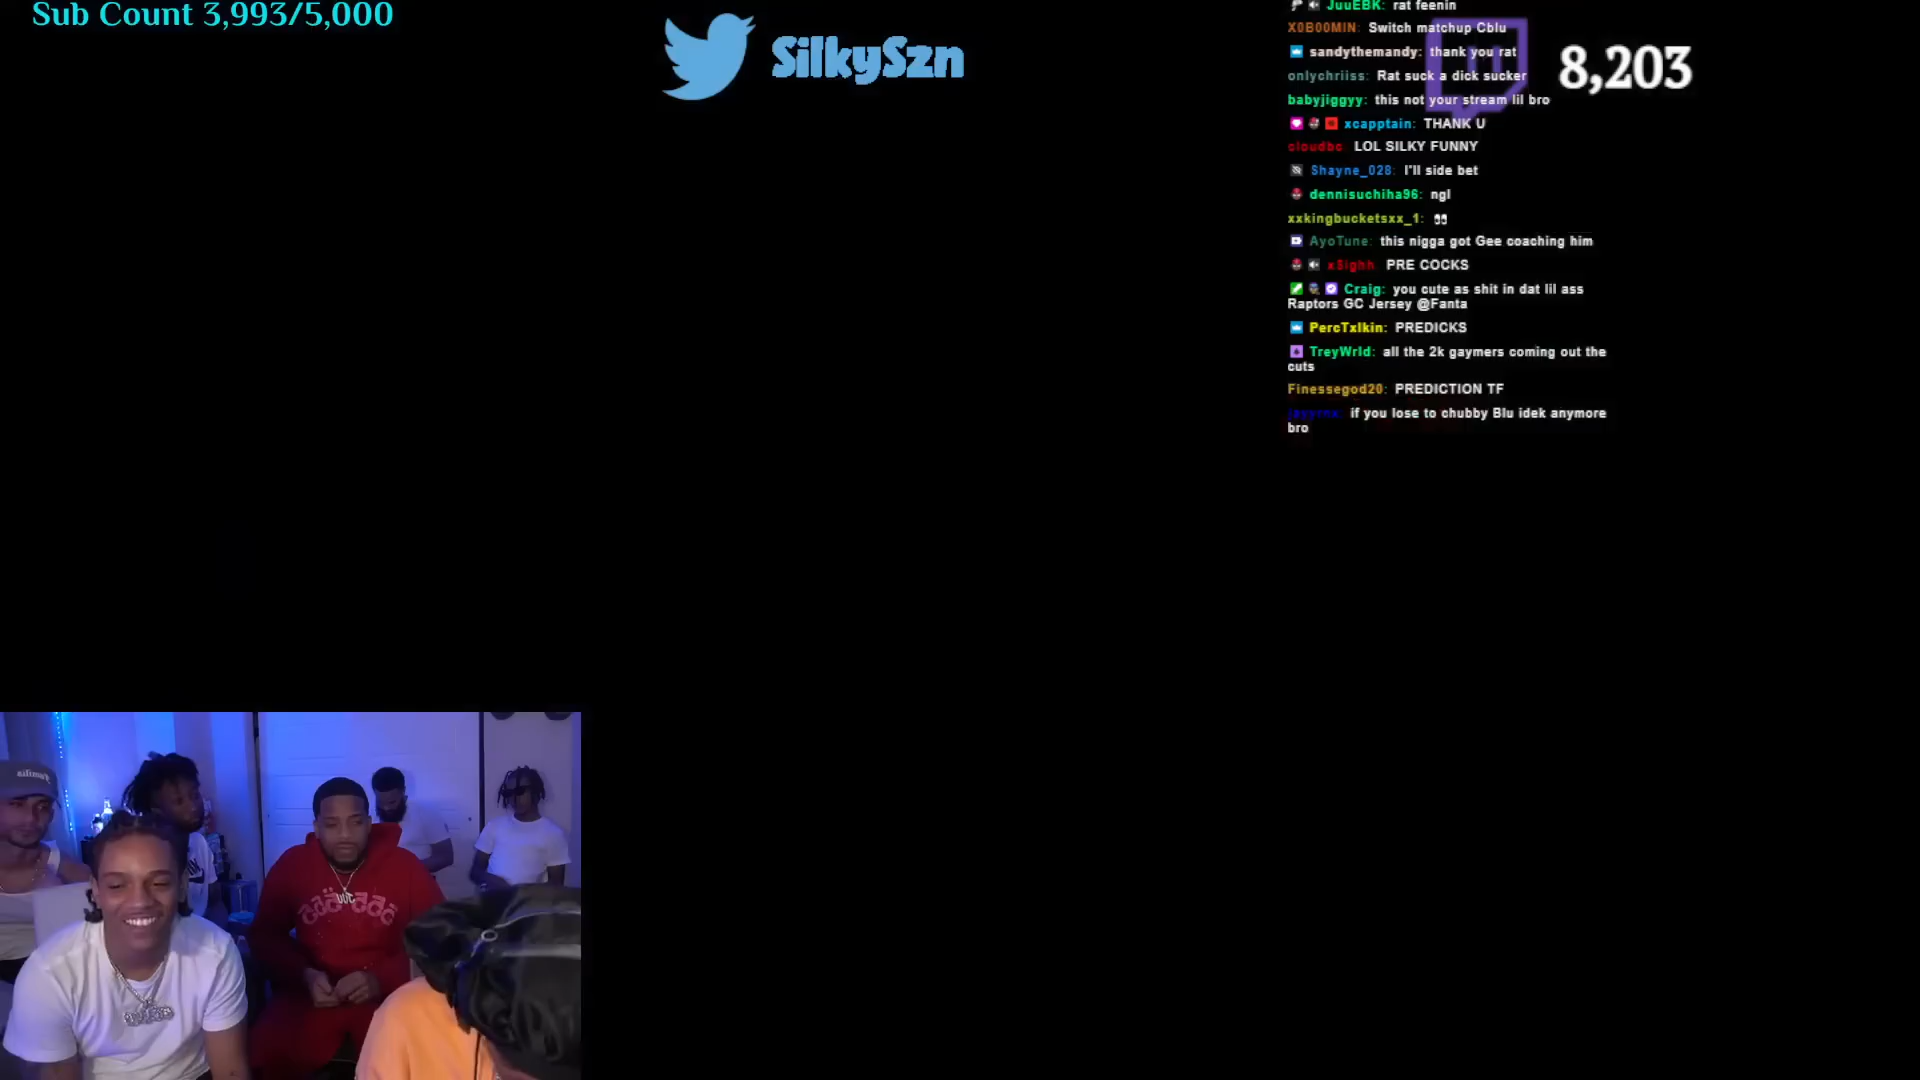 Sub Count 3,993/5,000
SilkySzn
8,203
JuuEBK: rat feenin
X0B00MIN: Switch matchup Cblu
sandythemandy: thank you rat
onlychriiss: Rat suck a dick sucker
babyjiggyy: this not your stream lil bro
xcapptain: THANK U
cloudbc LOL SILKY FUNNY
Shayne_028: I'll side bet
dennisuchiha96: ngl
xxkingbucketsxx_1: 👀
AyoTune: this nigga got Gee coaching him
xSighh PRE COCKS
Craig: you cute as shit in dat lil ass
Raptors GC Jersey @Fanta
PercTxlkin: PREDICKS
TreyWrld: all the 2k gaymers coming out the
cuts
Finessegod20: PREDICTION TF
if you lose to chubby Blu idek anymore
bro